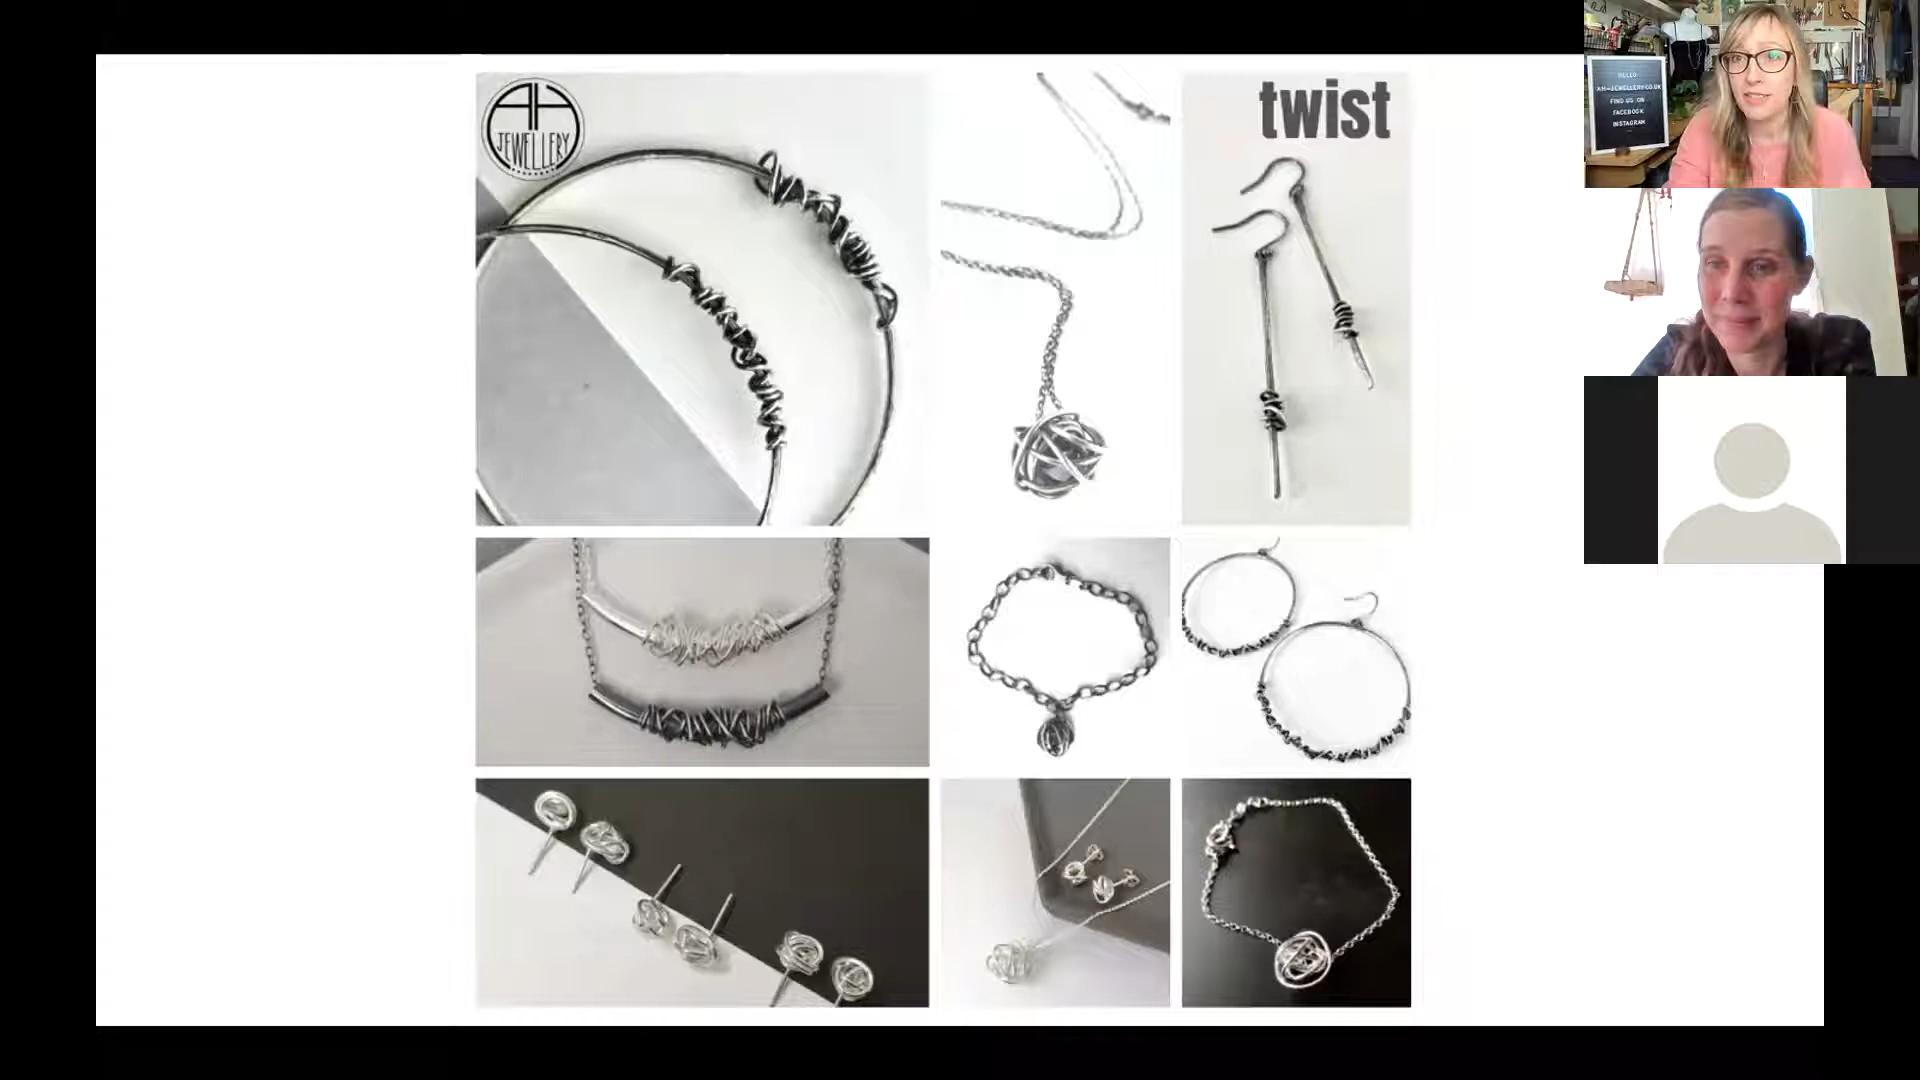 AH
JEWELLERY
twist
HELLO
AH-JEWELLERY.CO.UK
FIND US ON
FACEBOOK
INSTAGRAM